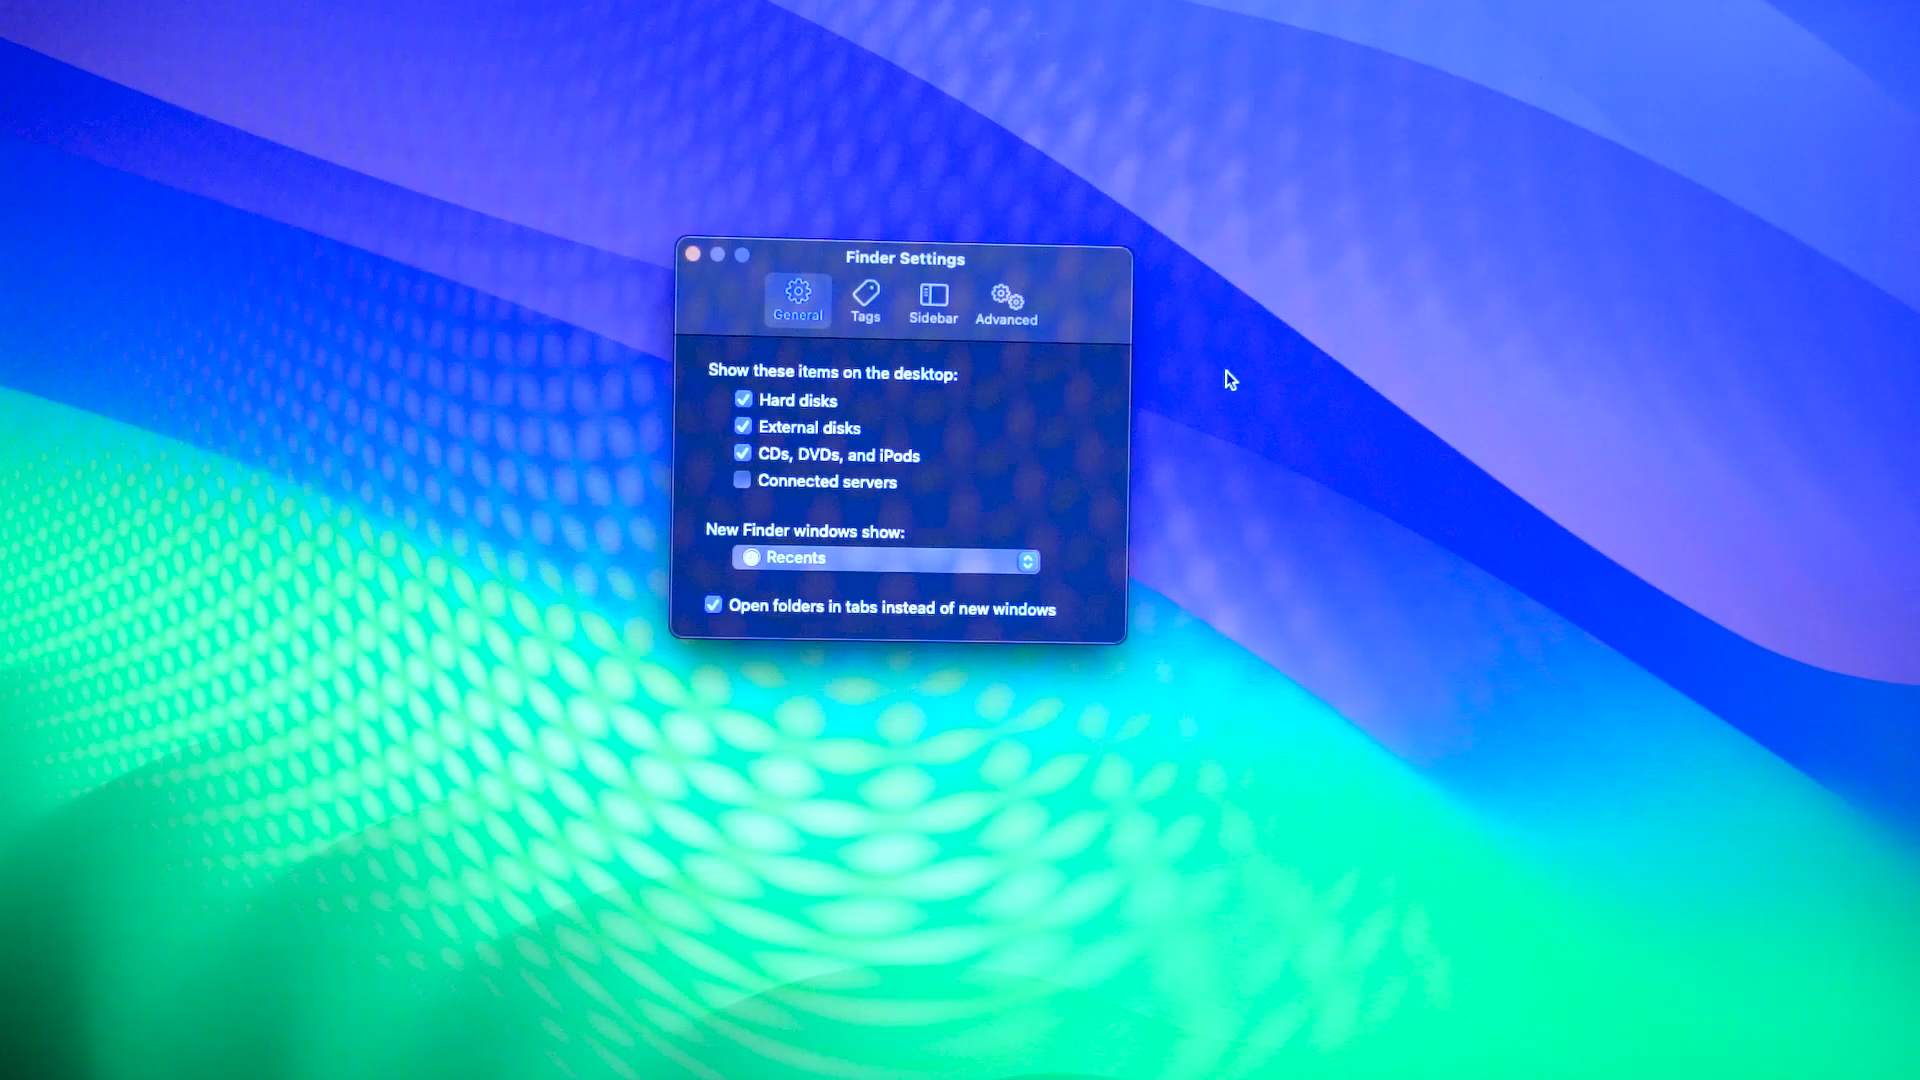 Finder Settings
General Tags Sidebar Advanced
Show these items on the desktop:
Hard disks
External disks
CDs, DVDs, and iPods
Connected servers
New Finder windows show:
Recents
Open folders in tabs instead of new windows